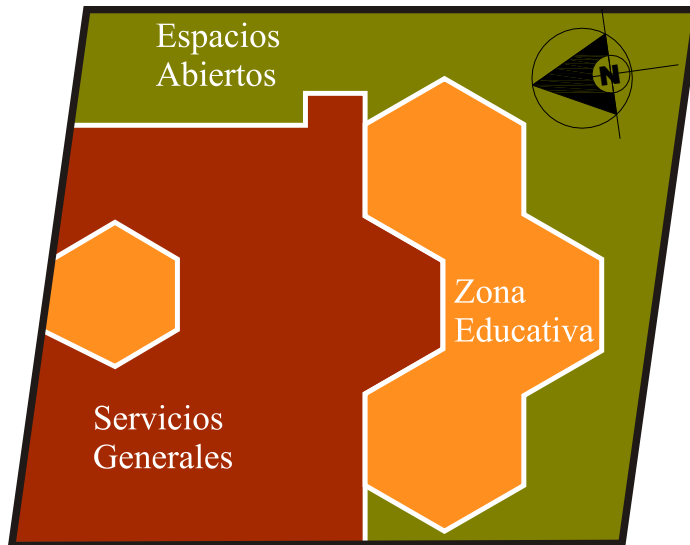 Espacios
Abiertos
N
Zona
Educativa
Servicios
Generales